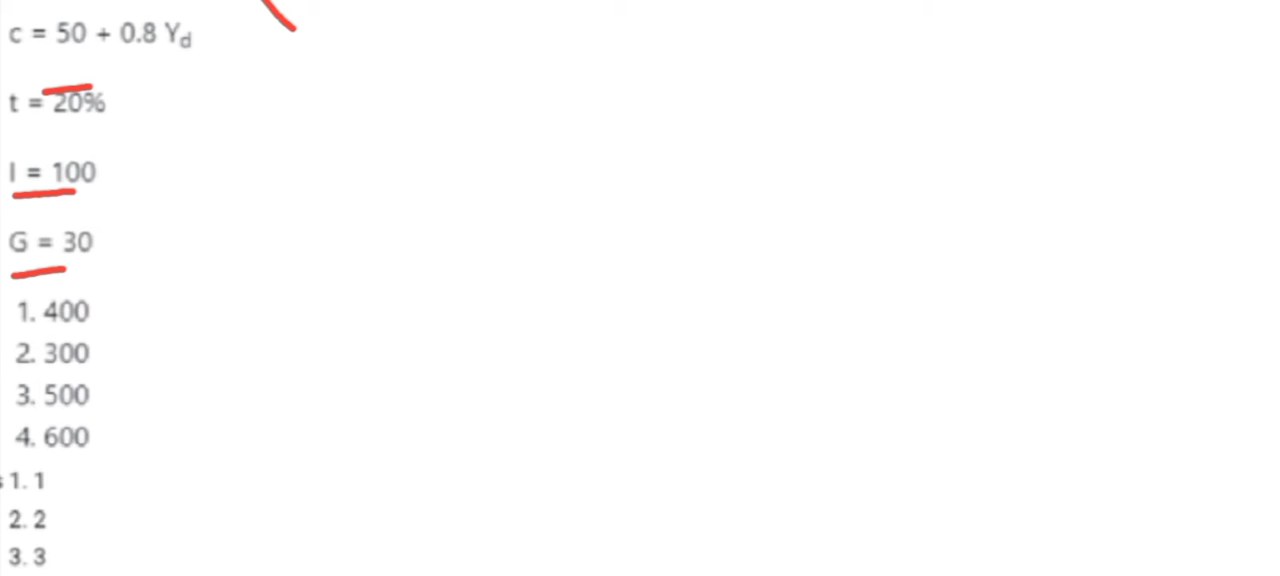 c = 50 + 0.8 Yd
t = 20%
I = 100
G = 30
1. 400
2. 300
3. 500
4. 600
1. 1
2. 2
3. 3